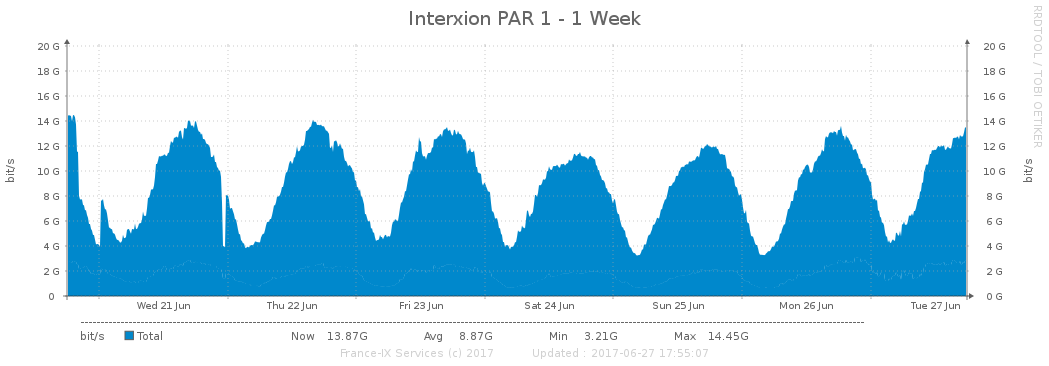 Interxion PAR 1 - 1 Week
RRDTOOL / TOBI OETIKER
bit/s
20 G 20 G
18 G 18 G
16 G 16 G
14 G 14 G
12 G 12 G
10 G 10 G
8 G 8 G
6 G 6 G
4 G 4 G
2 G 2 G
0 0 G
bit/s
Wed 21 Jun Thu 22 Jun Fri 23 Jun Sat 24 Jun Sun 25 Jun Mon 26 Jun Tue 27 Jun
bit/s Total Now 13.87G Avg 8.87G Min 3.21G Max 14.45G
France-IX Services (c) 2017 Updated : 2017-06-27 17:55:07